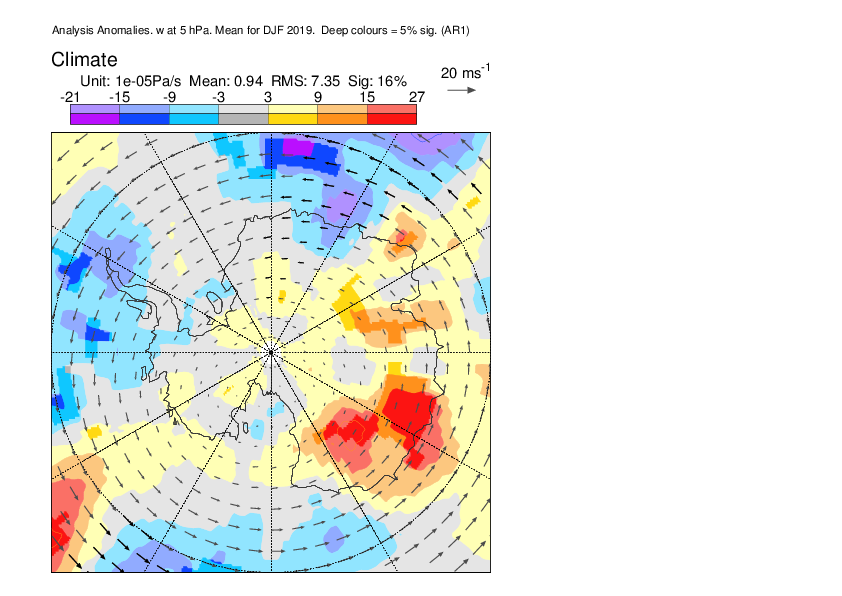 Analysis Anomalies. w at 5 hPa. Mean for DJF 2019.  Deep colours = 5% sig. (AR1)
Climate
Unit: 1e-05Pa/s  Mean: 0.94  RMS: 7.35  Sig: 16%
20 ms-1
-21 -15 -9 -3 3 9 15 27